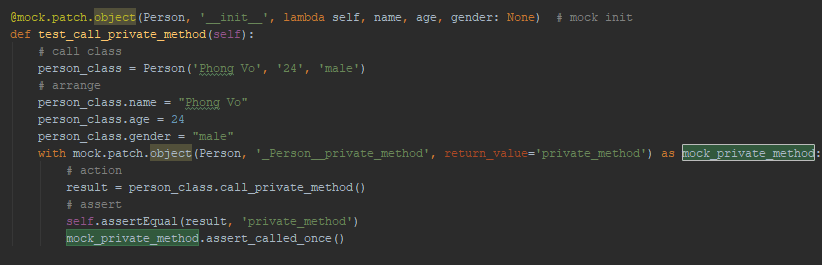 @mock.patch.object(Person, '__init__', lambda self, name, age, gender: None)  # mock init
def test_call_private_method(self):
    # call class
    person_class = Person('Phong Vo', '24', 'male')
    # arrange
    person_class.name = "Phong Vo"
    person_class.age = 24
    person_class.gender = "male"
    with mock.patch.object(Person, '_Person__private_method', return_value='private_method') as mock_private_method:
        # action
        result = person_class.call_private_method()
        # assert
        self.assertEqual(result, 'private_method')
        mock_private_method.assert_called_once()